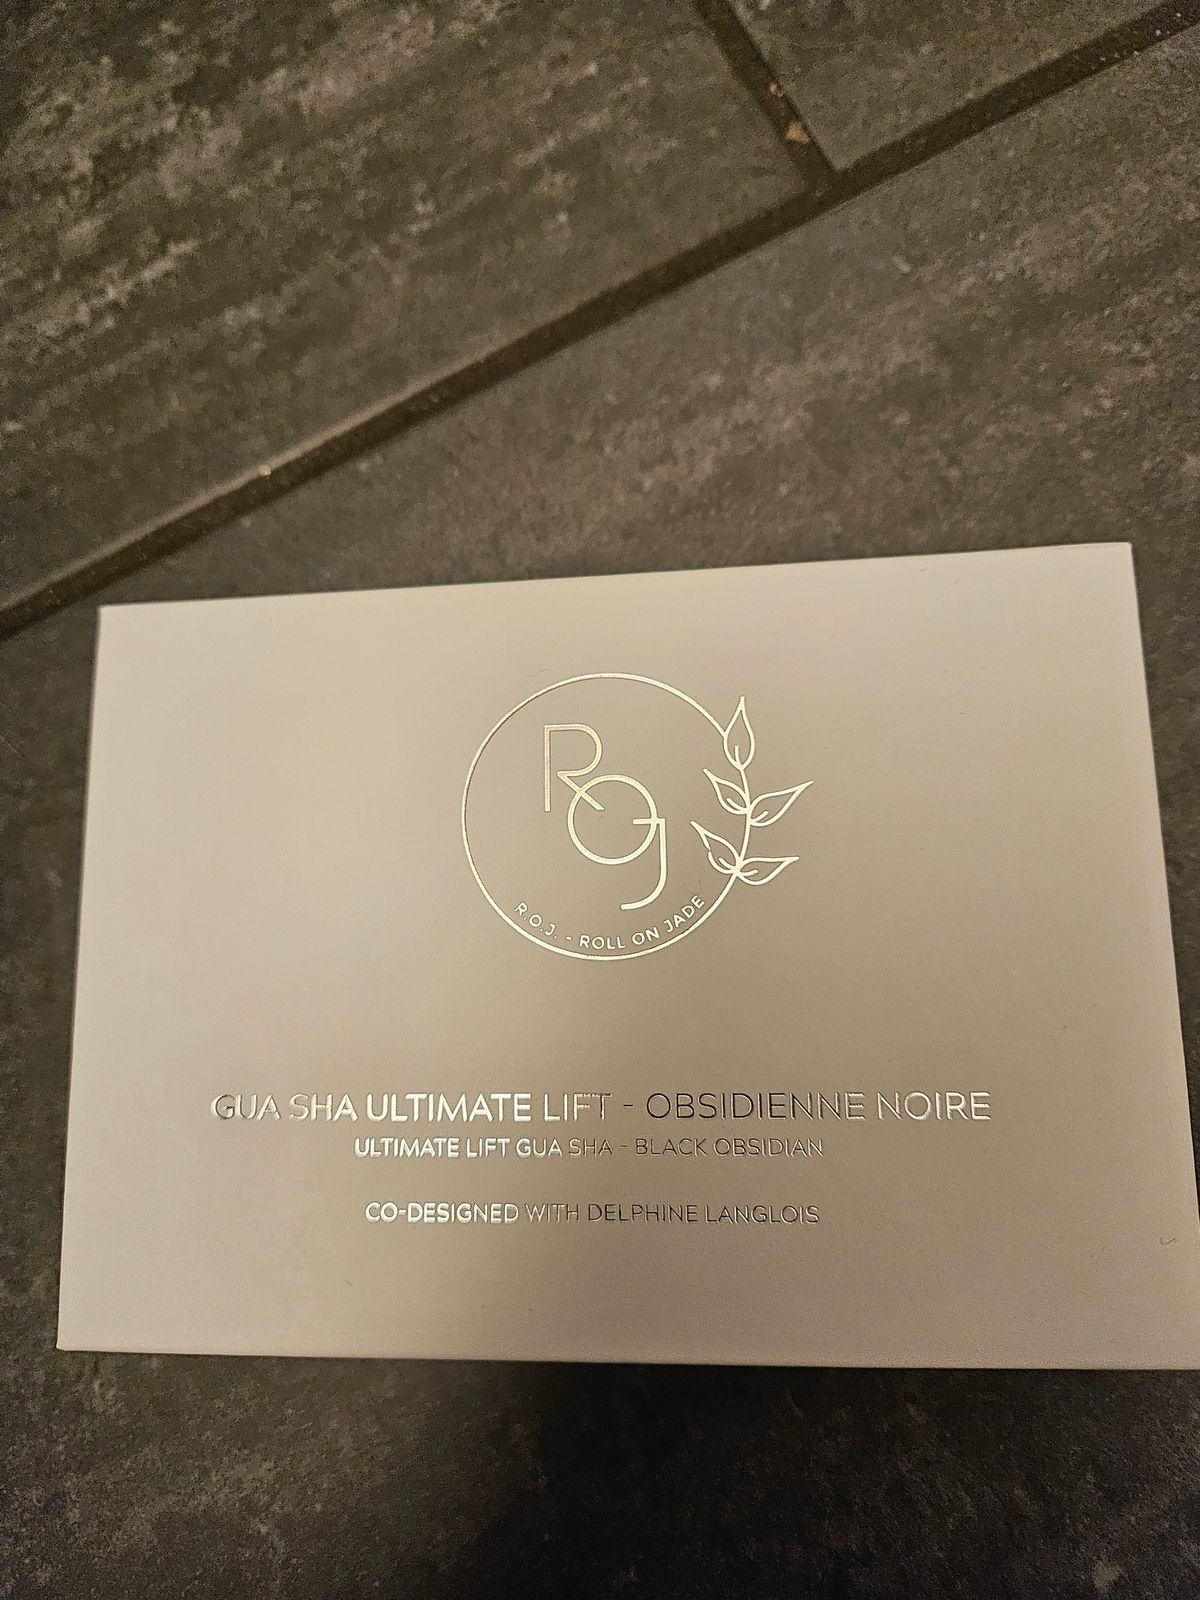 ROJ
R.O.J. - ROLL ON JADE
GUA SHA ULTIMATE LIFT - OBSIDIENNE NOIRE
ULTIMATE LIFT GUA SHA - BLACK OBSIDIAN
CO-DESIGNED WITH DELPHINE LANGLOIS